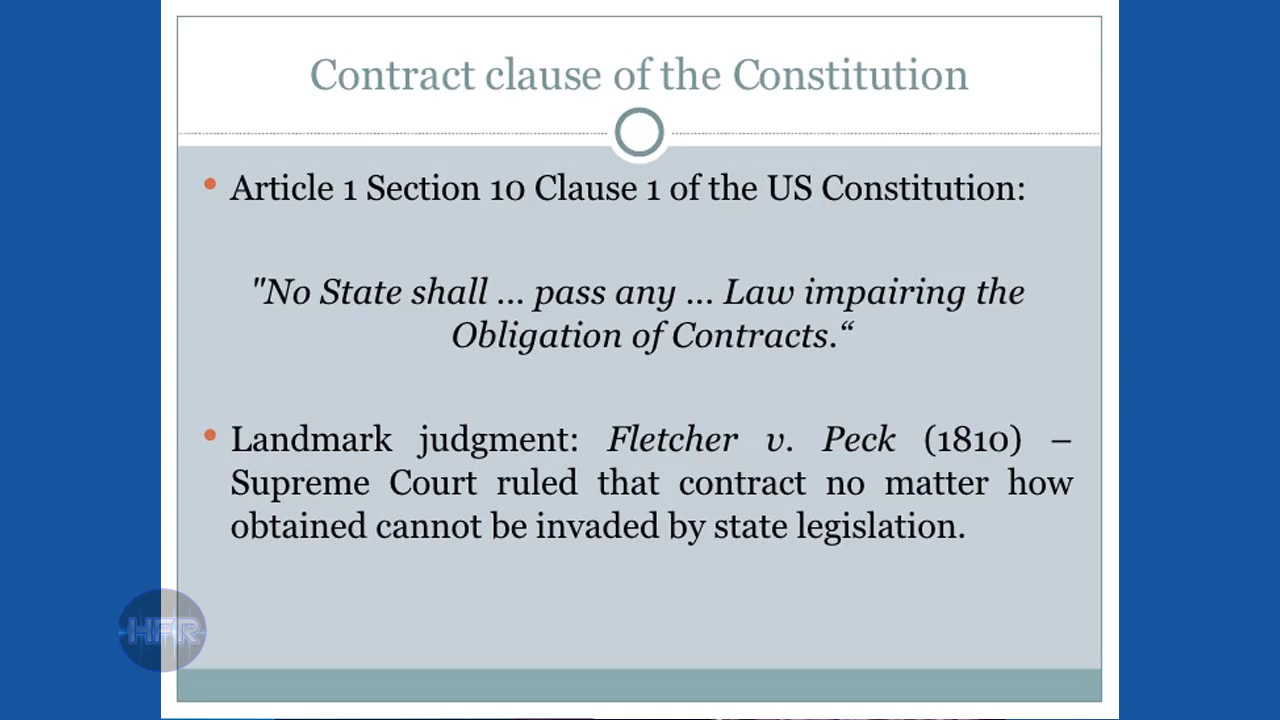 Contract clause of the Constitution
• Article 1 Section 10 Clause 1 of the US Constitution:
"No State shall ... pass any ... Law impairing the
Obligation of Contracts.“
• Landmark judgment: Fletcher v. Peck (1810) –
Supreme Court ruled that contract no matter how
obtained cannot be invaded by state legislation.
HFR